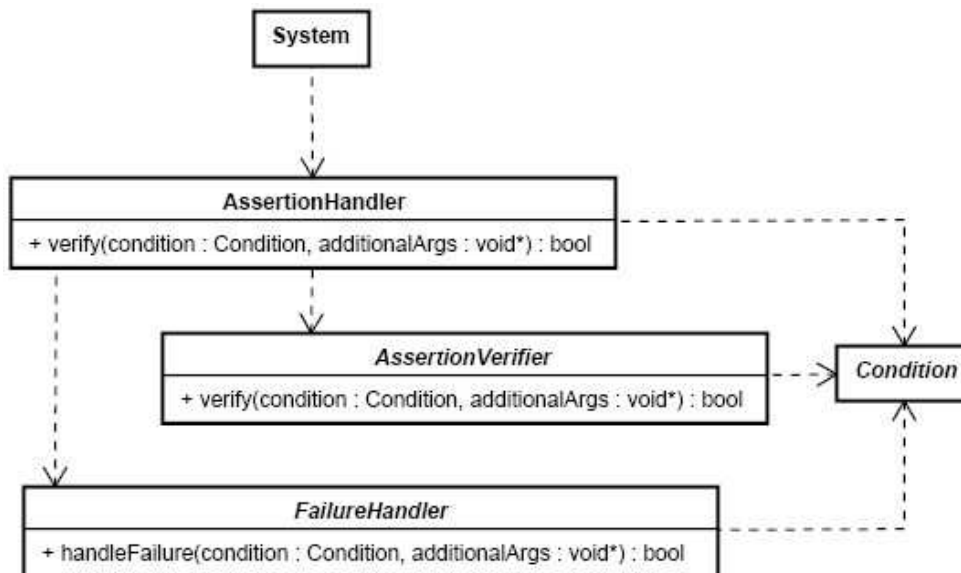 System
AssertionHandler
+ verify(condition : Condition, additionalArgs : void*) : bool
AssertionVerifier
+ verify(condition : Condition, additionalArgs : void*) : bool
Condition
FailureHandler
+ handleFailure(condition : Condition, additionalArgs : void*) : bool